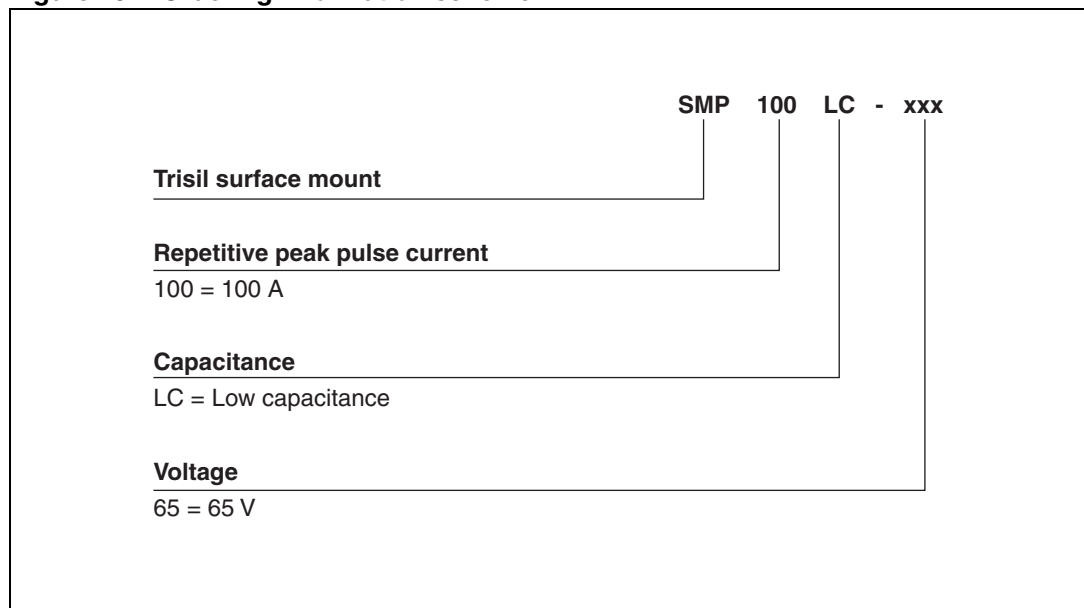 SMP 100 LC - xxx
Trisil surface mount
Repetitive peak pulse current
100 = 100 A
Capacitance
LC = Low capacitance
Voltage
65 = 65 V